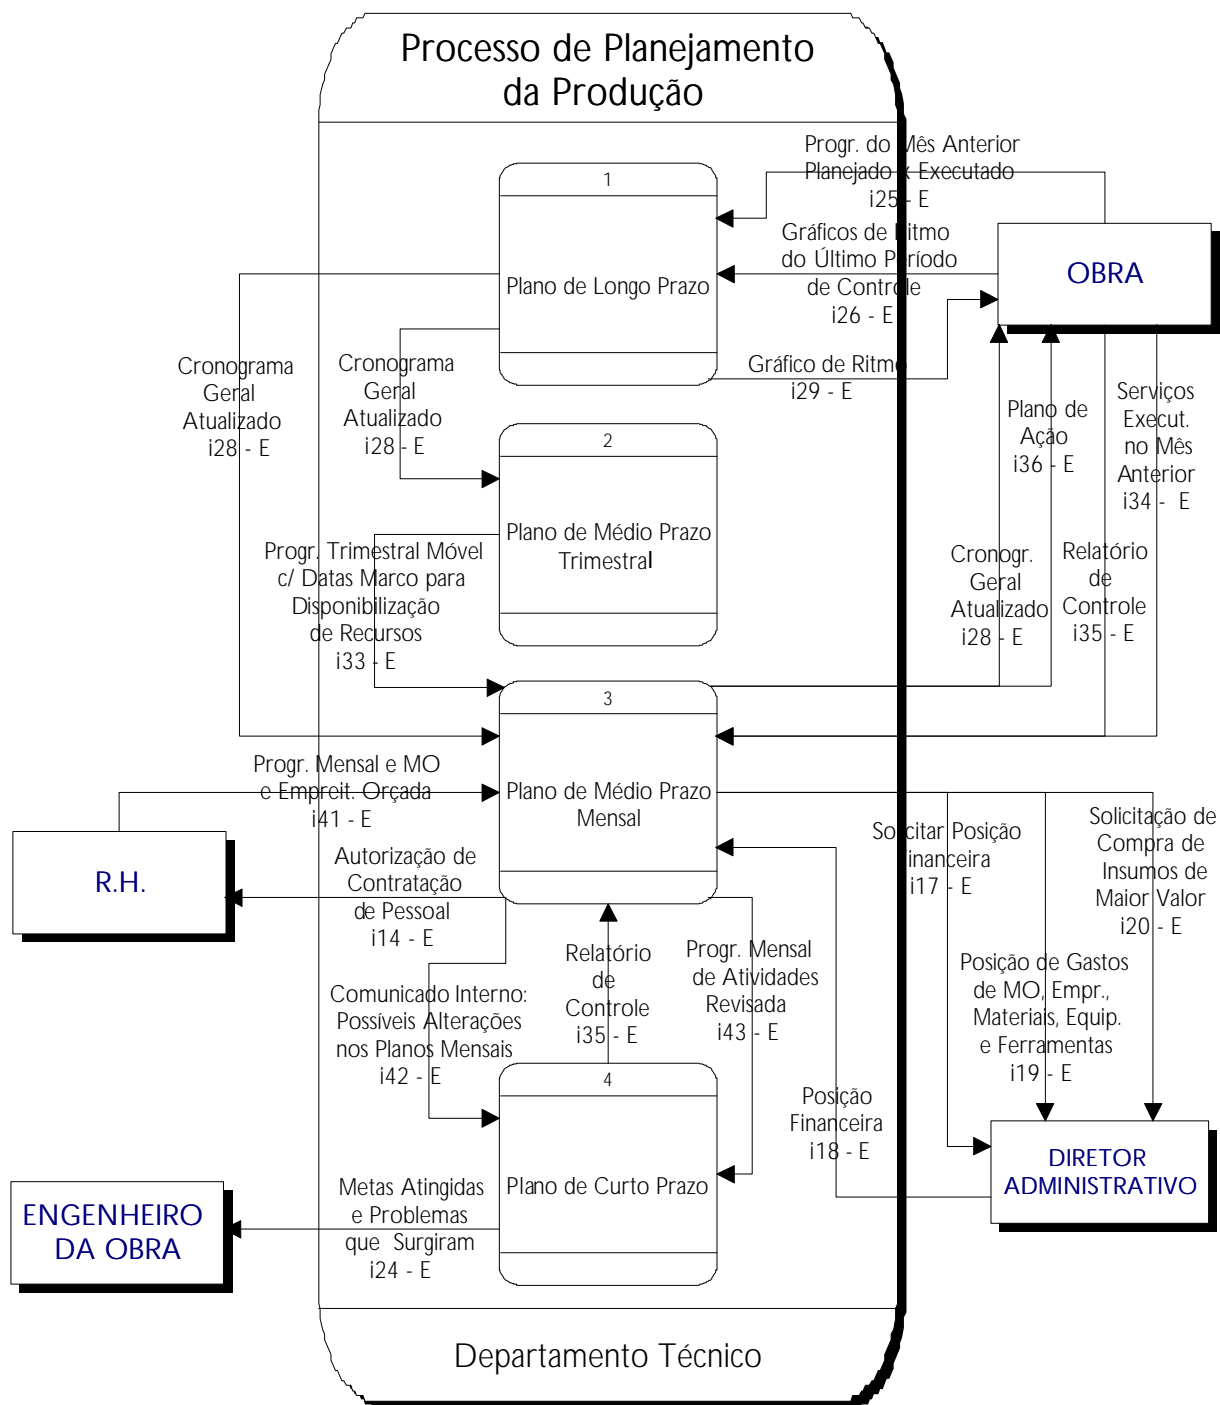 Processo de Planejamento
da Produção
Progr. do Mês Anterior
Planejado x Executado
i25 - E
1
Plano de Longo Prazo
Gráficos de Ritmo
do Último Período
de Controle
i26 - E
OBRA
Cronograma
Geral
Atualizado
i28 - E
Cronograma
Geral
Atualizado
i28 - E
Gráfico de Ritmo
i29 - E
Plano de
Ação
i36 - E
Serviços
Execut.
no Mês
Anterior
i34 - E
2
Plano de Médio Prazo
Trimestral
Progr. Trimestral Móvel
c/ Datas Marco para
Disponibilização
de Recursos
i33 - E
Cronogr.
Geral
Atualizado
i28 - E
Relatório
de
Controle
i35 - E
3
Plano de Médio Prazo
Mensal
Progr. Mensal e MO
e Empreit. Orçada
i41 - E
R.H.
Autorização de
Contratação
de Pessoal
i14 - E
Solicitar Posição
Financeira
i17 - E
Solicitação de
Compra de
Insumos de
Maior Valor
i20 - E
Relatório
de
Controle
i35 - E
Progr. Mensal
de Atividades
Revisada
i43 - E
Posição de Gastos
de MO, Empr.,
Materiais, Equip.
e Ferramentas
i19 - E
Comunicado Interno:
Possíveis Alterações
nos Planos Mensais
i42 - E
4
Plano de Curto Prazo
Posição
Financeira
i18 - E
DIRETOR
ADMINISTRATIVO
ENGENHEIRO
DA OBRA
Metas Atingidas
e Problemas
que Surgiram
i24 - E
Departamento Técnico